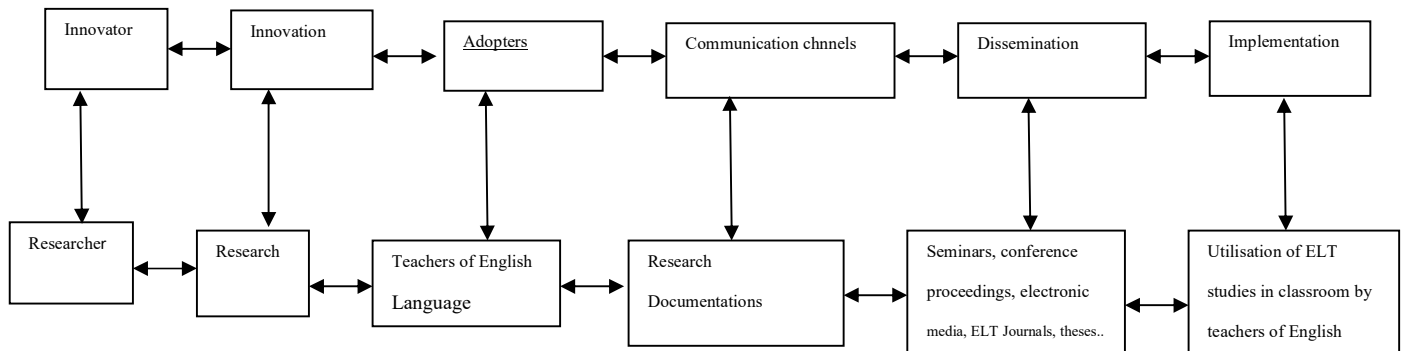 Innovator
Innovation
Adopters
Communication chnnels
Dissemination
Implementation
Researcher
Research
Teachers of English
Language
Research
Documentations
Seminars, conference
proceedings, electronic
media, ELT Journals, theses..
Utilisation of ELT
studies in classroom by
teachers of English